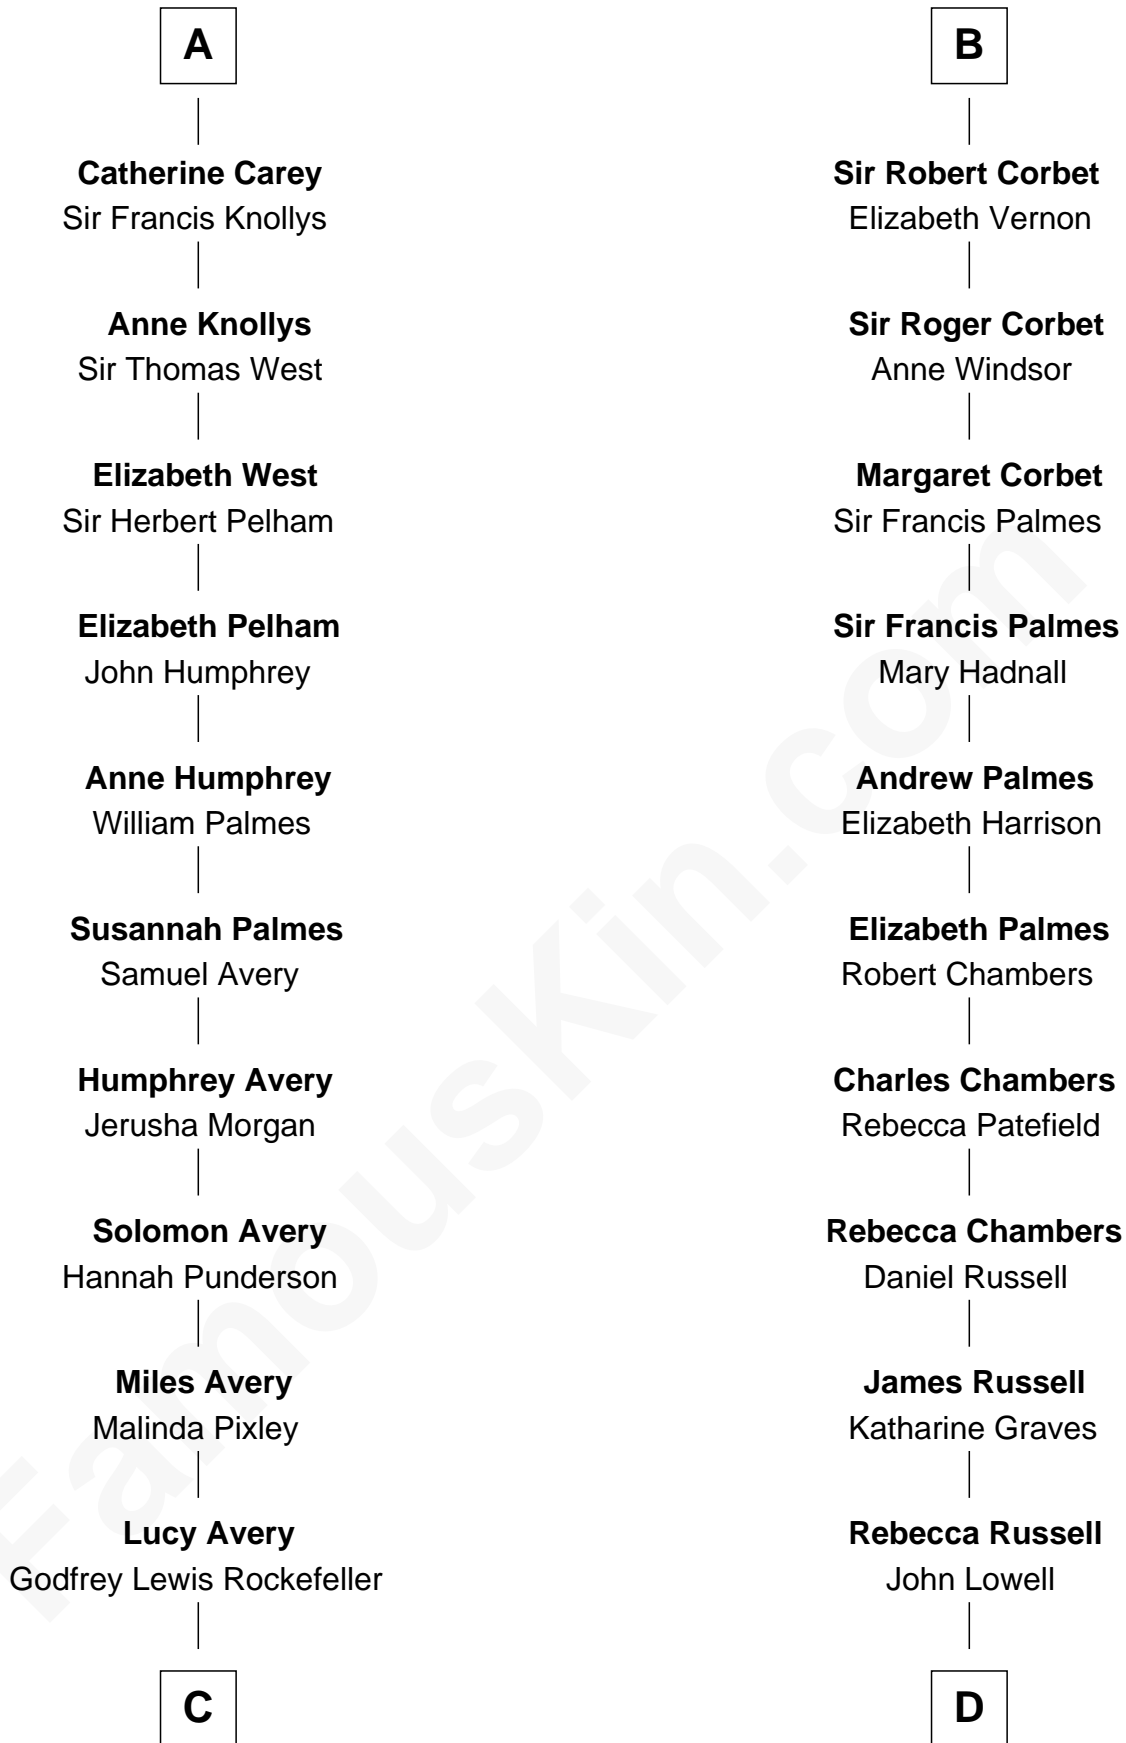 A
Catherine Carey
Sir Francis Knollys
Anne Knollys
Sir Thomas West
Elizabeth West
Sir Herbert Pelham
Elizabeth Pelham
John Humphrey
Anne Humphrey
William Palmes
Susannah Palmes
Samuel Avery
Humphrey Avery
Jerusha Morgan
Solomon Avery
Hannah Punderson
Miles Avery
Malinda Pixley
Lucy Avery
Godfrey Lewis Rockefeller
C
B
Sir Robert Corbet
Elizabeth Vernon
Sir Roger Corbet
Anne Windsor
Margaret Corbet
Sir Francis Palmes
Sir Francis Palmes
Mary Hadnall
Andrew Palmes
Elizabeth Harrison
Elizabeth Palmes
Robert Chambers
Charles Chambers
Rebecca Patefield
Rebecca Chambers
Daniel Russell
James Russell
Katharine Graves
Rebecca Russell
John Lowell
D
FamousKin.com